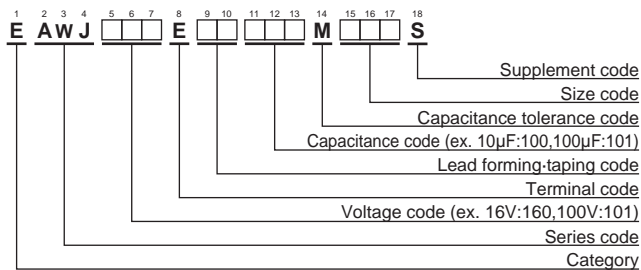 1 2 3 4 5 6 7 8 9 10 11 12 13 14 15 16 17 18
E AWJ E M S
Supplement code
Size code
Capacitance tolerance code
Capacitance code (ex. 10μF:100,100μF:101)
Lead forming·taping code
Terminal code
Voltage code (ex. 16V:160,100V:101)
Series code
Category